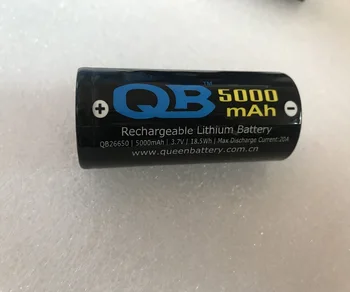 QB™ 5000 mAh
Rechargeable Lithium Battery
QB26650 | 5000mAh | 3.7V | 18.5Wh | Max Discharge Current:20A
www.queenbattery.com.cn